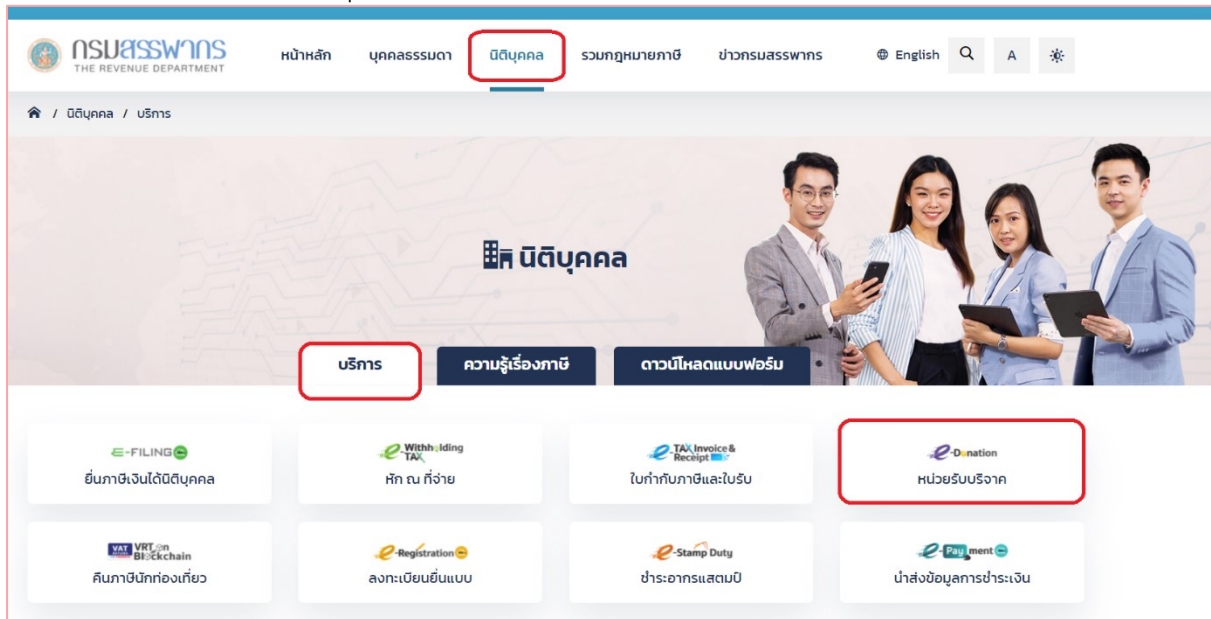 กรมสรรพากร
THE REVENUE DEPARTMENT
หน้าหลัก บุคคลธรรมดา นิติบุคคล รวมกฎหมายภาษี ข่าวกรมสรรพากร English A
/ นิติบุคคล / บริการ
นิติบุคคล
บริการ ความรู้เรื่องภาษี ดาวน์โหลดแบบฟอร์ม
E-FILING
ยื่นภาษีเงินได้นิติบุคคล
e-Withholding TAX
หัก ณ ที่จ่าย
e-TAX Invoice & Receipt
ใบกำกับภาษีและใบรับ
e-Donation
หน่วยรับบริจาค
VAT VRT on Blockchain
คืนภาษีนักท่องเที่ยว
e-Registration
ลงทะเบียนยื่นแบบ
e-Stamp Duty
ชำระอากรแสตมป์
e-Payment
นำส่งข้อมูลการชำระเงิน